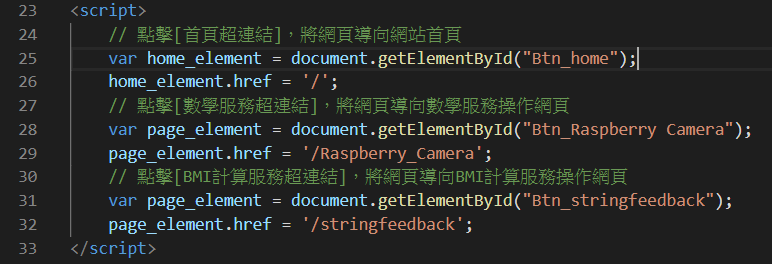 23 <script>
24 // 點擊[首頁超連結]，將網頁導向網站首頁
25 var home_element = document.getElementById("Btn_home");
26 home_element.href = '/';
27 // 點擊[數學服務超連結]，將網頁導向數學服務操作網頁
28 var page_element = document.getElementById("Btn_Raspberry Camera");
29 page_element.href = '/Raspberry_Camera';
30 // 點擊[BMI計算服務超連結]，將網頁導向BMI計算服務操作網頁
31 var page_element = document.getElementById("Btn_stringfeedback");
32 page_element.href = '/stringfeedback';
33 </script>